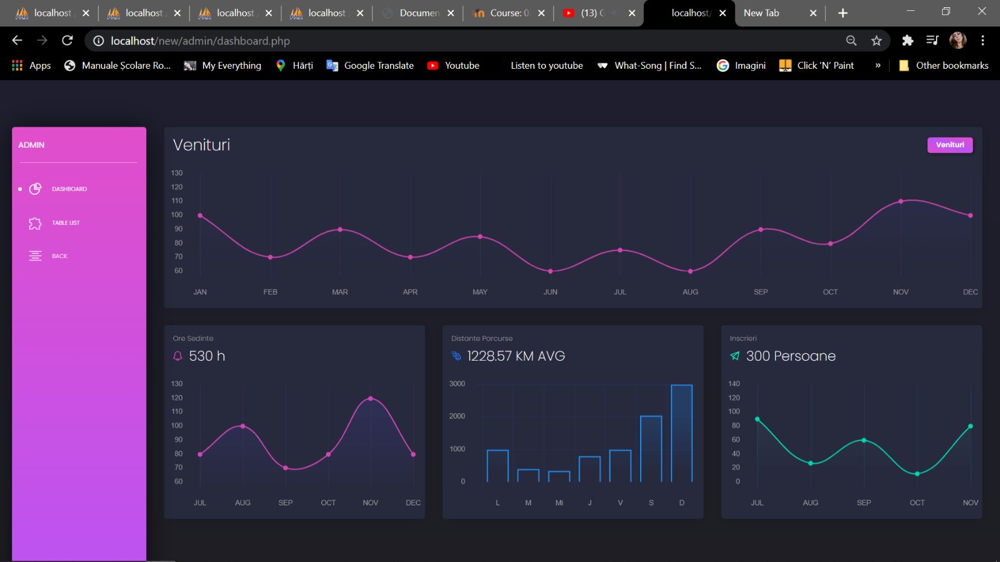 localhost / localhost / localhost / localhost / Documen Course: 0. (13) G localhost/ New Tab
localhost/new/admin/dashboard.php
Apps Manuale Școlare Ro... My Everything Hărți Google Translate Youtube Listen to youtube What-Song | Find S... Imagini Click 'N' Paint » Other bookmarks
ADMIN
DASHBOARD
TABLE LIST
BACK
Venituri
Venituri
130
120
110
100
90
80
70
60
JAN FEB MAR APR MAY JUN JUL AUG SEP OCT NOV DEC
Ore Sedinte
530 h
130
120
110
100
90
80
70
60
JUL AUG SEP OCT NOV DEC
Distante Parcurse
1228.57 KM AVG
3000
2000
1000
0
L M Mi J V S D
Inscrieri
300 Persoane
140
120
100
80
60
40
20
0
JUL AUG SEP OCT NOV